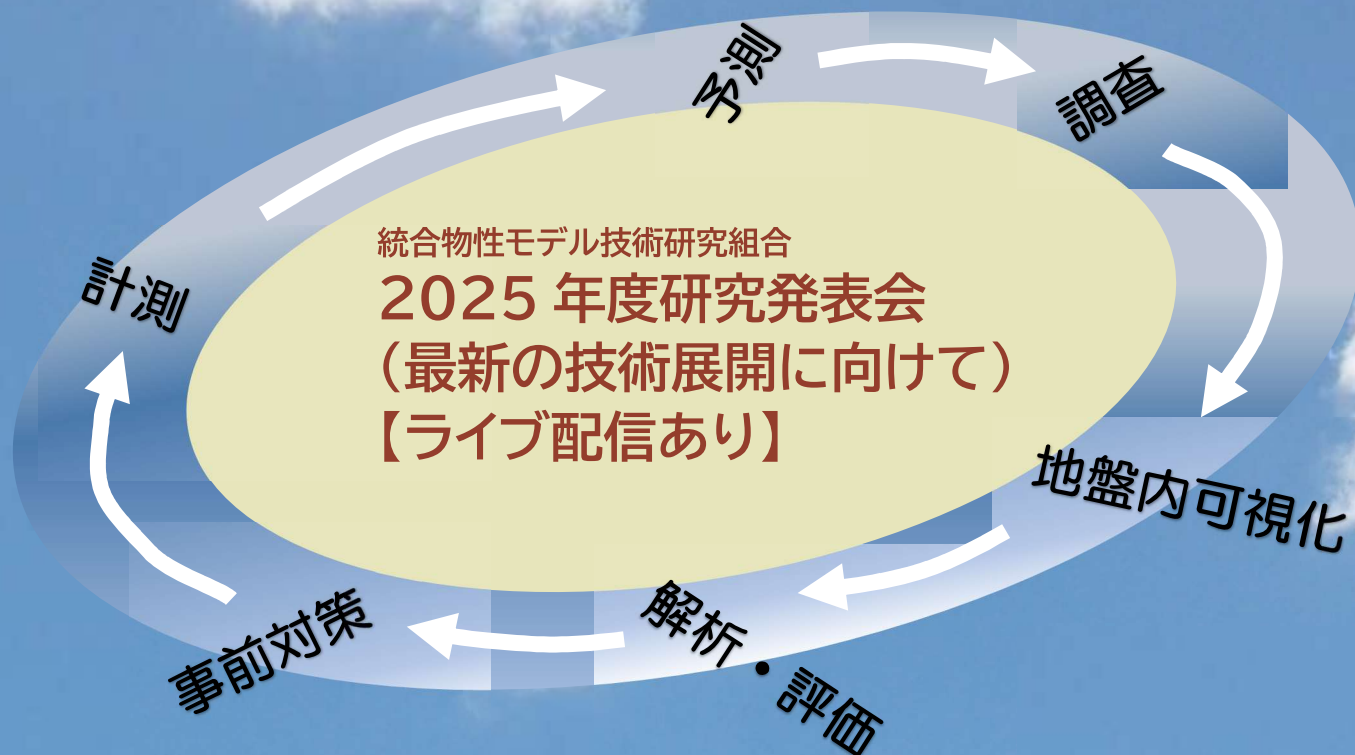 予測
調査
統合物性モデル技術研究組合
2025 年度研究発表会
（最新の技術展開に向けて）
【ライブ配信あり】
計測
地盤内可視化
解析・評価
事前対策